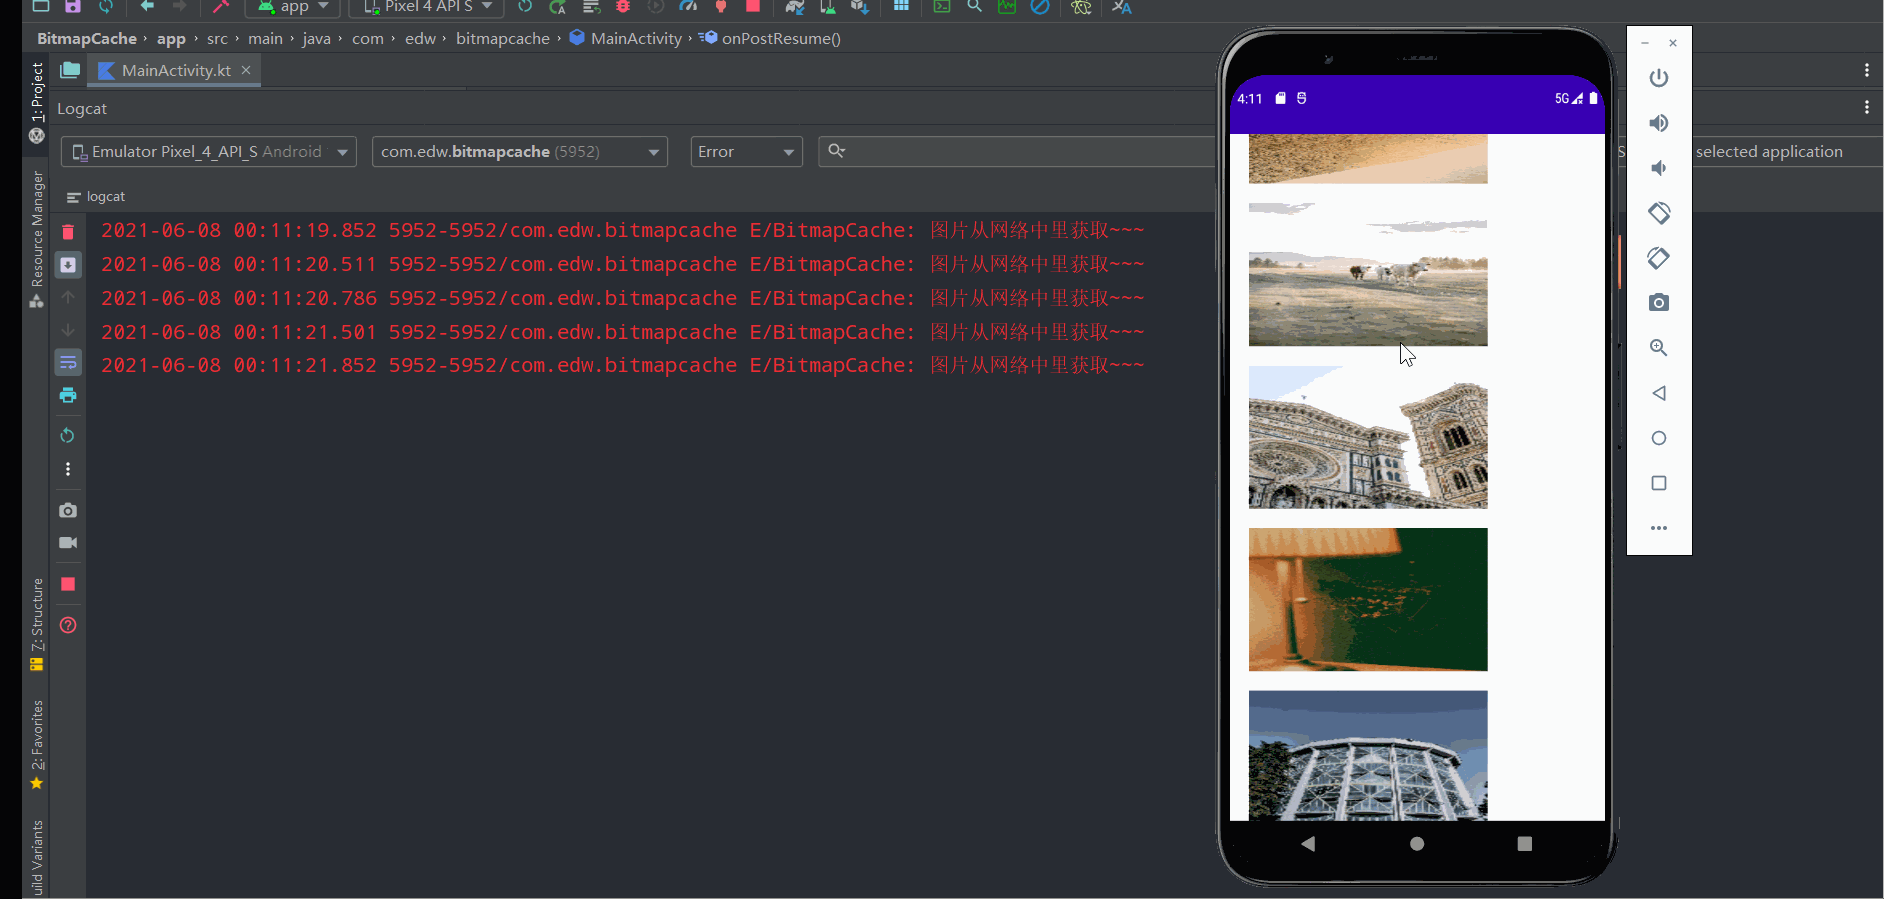 app Pixel 4 API S
BitmapCache › app › src › main › java › com › edw › bitmapcache › MainActivity › onPostResume()
MainActivity.kt
Logcat
Emulator Pixel_4_API_S Android
com.edw.bitmapcache (5952)
Error
selected application
logcat
2021-06-08 00:11:19.852 5952-5952/com.edw.bitmapcache E/BitmapCache: 图片从网络中里获取~~~
2021-06-08 00:11:20.511 5952-5952/com.edw.bitmapcache E/BitmapCache: 图片从网络中里获取~~~
2021-06-08 00:11:20.786 5952-5952/com.edw.bitmapcache E/BitmapCache: 图片从网络中里获取~~~
2021-06-08 00:11:21.501 5952-5952/com.edw.bitmapcache E/BitmapCache: 图片从网络中里获取~~~
2021-06-08 00:11:21.852 5952-5952/com.edw.bitmapcache E/BitmapCache: 图片从网络中里获取~~~
1: Project
Resource Manager
7: Structure
2: Favorites
uild Variants
4:11
5G